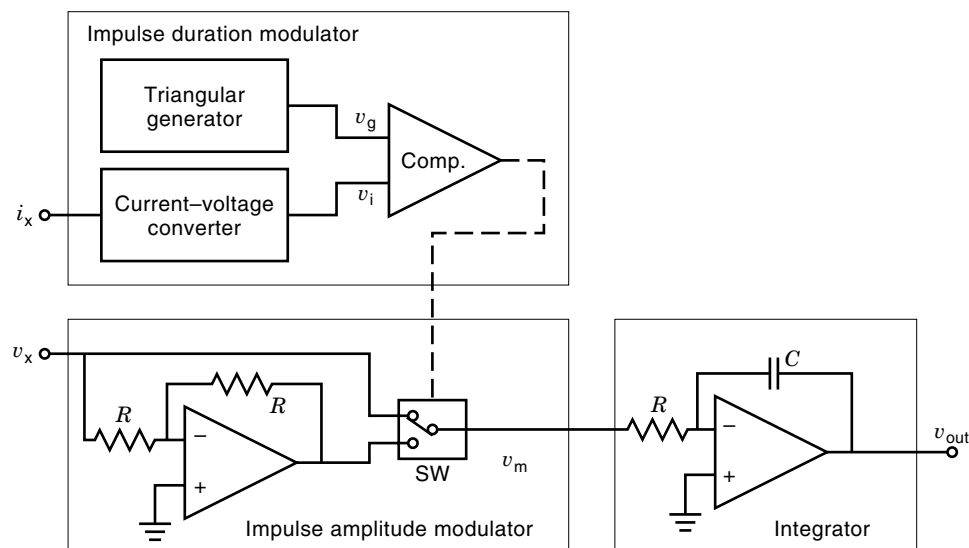 Impulse duration modulator
Triangular
generator
v_g
Comp.
v_i
i_x
Current–voltage
converter
v_x
R
R
−
+
SW
v_m
Impulse amplitude modulator
R
C
−
+
v_out
Integrator